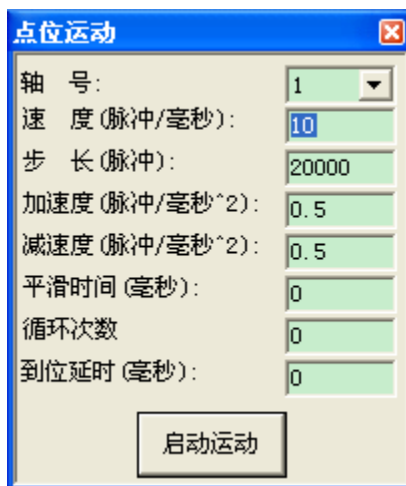 点位运动
轴 号: 1
速 度(脉冲/毫秒): 10
步 长(脉冲): 20000
加速度(脉冲/毫秒^2): 0.5
减速度(脉冲/毫秒^2): 0.5
平滑时间(毫秒): 0
循环次数 0
到位延时(毫秒): 0
启动运动